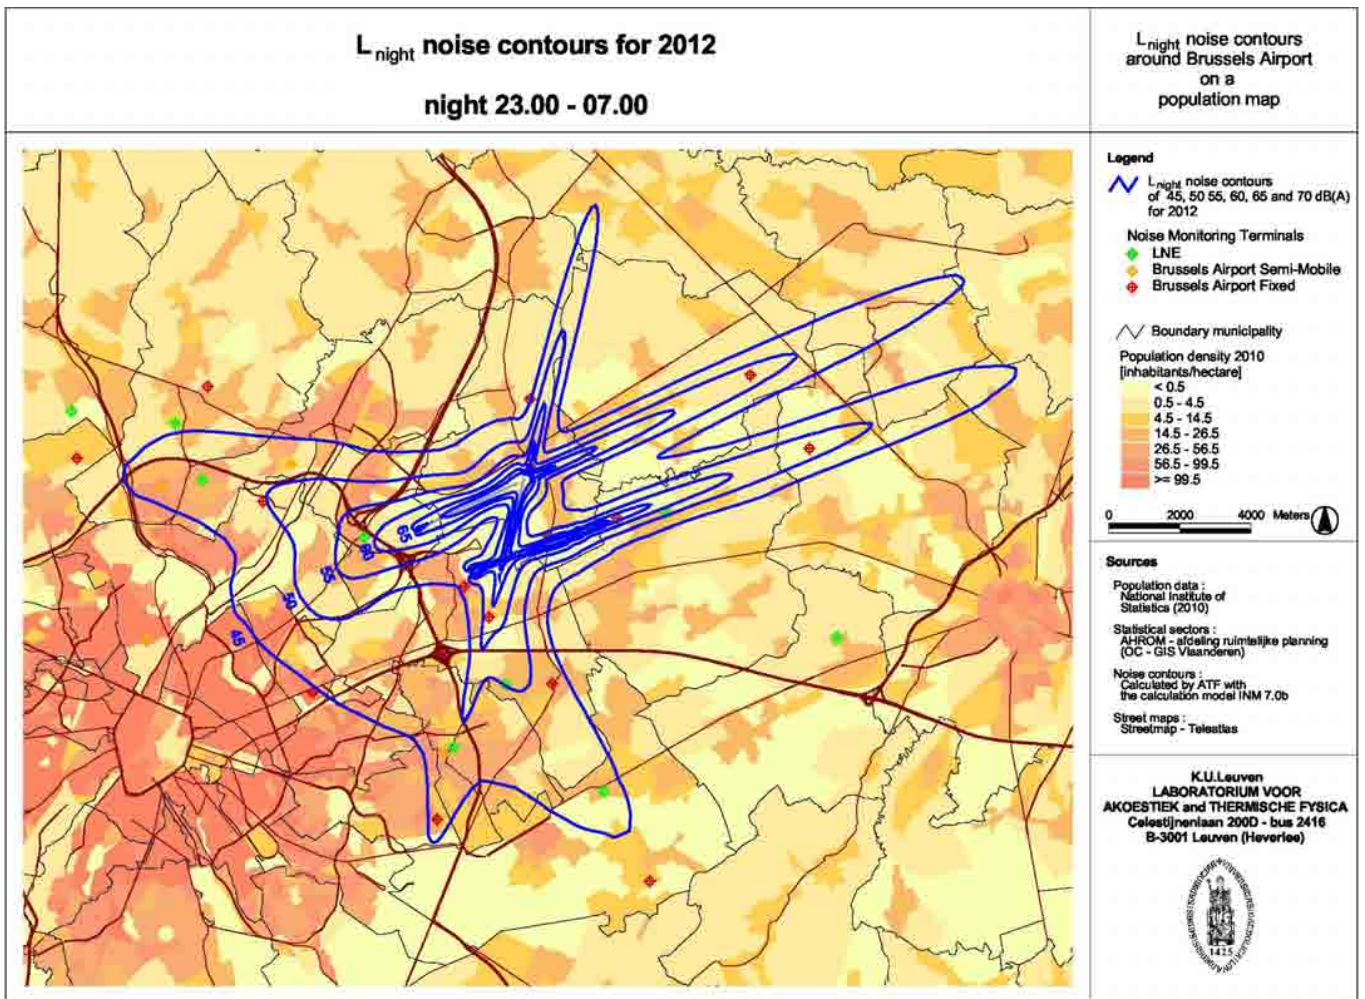 Lnight noise contours for 2012
night 23.00 - 07.00
Lnight noise contours
around Brussels Airport
on a
population map
Legend
Lnight noise contours
of 45, 50 55, 60, 65 and 70 dB(A)
for 2012
Noise Monitoring Terminals
LNE
Brussels Airport Semi-Mobile
Brussels Airport Fixed
Boundary municipality
Population density 2010
[inhabitants/hectare]
< 0.5
0.5 - 4.5
4.5 - 14.5
14.5 - 26.5
26.5 - 56.5
56.5 - 99.5
>= 99.5
0 2000 4000 Meters
65
60
55
50
45
Sources
Population data :
National Institute of
Statistics (2010)
Statistical sectors :
AHROM - afdeling ruimtelijke planning
(OC - GIS Vlaanderen)
Noise contours :
Calculated by ATF with
the calculation model INM 7.0b
Street maps :
Streetmap - Teleatlas
K.U.Leuven
LABORATORIUM VOOR
AKOESTIEK and THERMISCHE FYSICA
Celestijnenlaan 200D - bus 2416
B-3001 Leuven (Heverlee)
1425